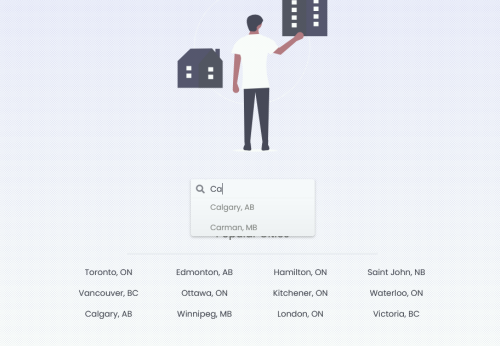 Ca
Calgary, AB
Carman, MB
Popular Cities
Toronto, ON
Edmonton, AB
Hamilton, ON
Saint John, NB
Vancouver, BC
Ottawa, ON
Kitchener, ON
Waterloo, ON
Calgary, AB
Winnipeg, MB
London, ON
Victoria, BC